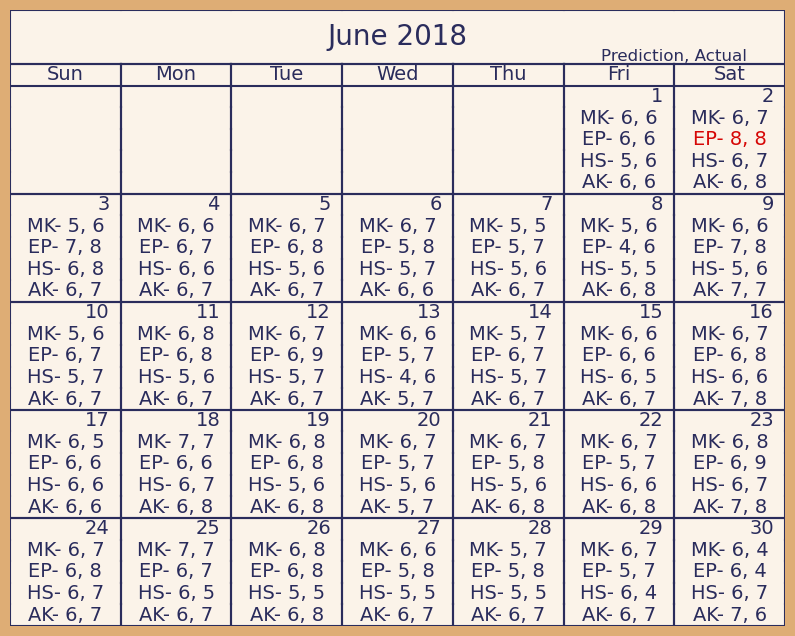 June 2018
Prediction, Actual
Sun Mon Tue Wed Thu Fri Sat
1 2
MK- 6, 6 MK- 6, 7
EP- 6, 6 EP- 8, 8
HS- 5, 6 HS- 6, 7
AK- 6, 6 AK- 6, 8
3 4 5 6 7 8 9
MK- 5, 6 MK- 6, 6 MK- 6, 7 MK- 6, 7 MK- 5, 5 MK- 5, 6 MK- 6, 6
EP- 7, 8 EP- 6, 7 EP- 6, 8 EP- 5, 8 EP- 5, 7 EP- 4, 6 EP- 7, 8
HS- 6, 8 HS- 6, 6 HS- 5, 6 HS- 5, 7 HS- 5, 6 HS- 5, 5 HS- 5, 6
AK- 6, 7 AK- 6, 7 AK- 6, 7 AK- 6, 6 AK- 6, 7 AK- 6, 8 AK- 7, 7
10 11 12 13 14 15 16
MK- 5, 6 MK- 6, 8 MK- 6, 7 MK- 6, 6 MK- 5, 7 MK- 6, 6 MK- 6, 7
EP- 6, 7 EP- 6, 8 EP- 6, 9 EP- 5, 7 EP- 6, 7 EP- 6, 6 EP- 6, 8
HS- 5, 7 HS- 5, 6 HS- 5, 7 HS- 4, 6 HS- 5, 7 HS- 6, 5 HS- 6, 6
AK- 6, 7 AK- 6, 7 AK- 6, 7 AK- 5, 7 AK- 6, 7 AK- 6, 7 AK- 7, 8
17 18 19 20 21 22 23
MK- 6, 5 MK- 7, 7 MK- 6, 8 MK- 6, 7 MK- 6, 7 MK- 6, 7 MK- 6, 8
EP- 6, 6 EP- 6, 6 EP- 6, 8 EP- 5, 7 EP- 5, 8 EP- 5, 7 EP- 6, 9
HS- 6, 6 HS- 6, 7 HS- 5, 6 HS- 5, 6 HS- 5, 6 HS- 6, 6 HS- 6, 7
AK- 6, 6 AK- 6, 8 AK- 6, 8 AK- 5, 7 AK- 6, 8 AK- 6, 8 AK- 7, 8
24 25 26 27 28 29 30
MK- 6, 7 MK- 7, 7 MK- 6, 8 MK- 6, 6 MK- 5, 7 MK- 6, 7 MK- 6, 4
EP- 6, 8 EP- 6, 7 EP- 6, 8 EP- 5, 8 EP- 5, 8 EP- 5, 7 EP- 6, 4
HS- 6, 7 HS- 6, 5 HS- 5, 5 HS- 5, 5 HS- 5, 5 HS- 6, 4 HS- 6, 7
AK- 6, 7 AK- 6, 7 AK- 6, 8 AK- 6, 7 AK- 6, 7 AK- 6, 7 AK- 7, 6